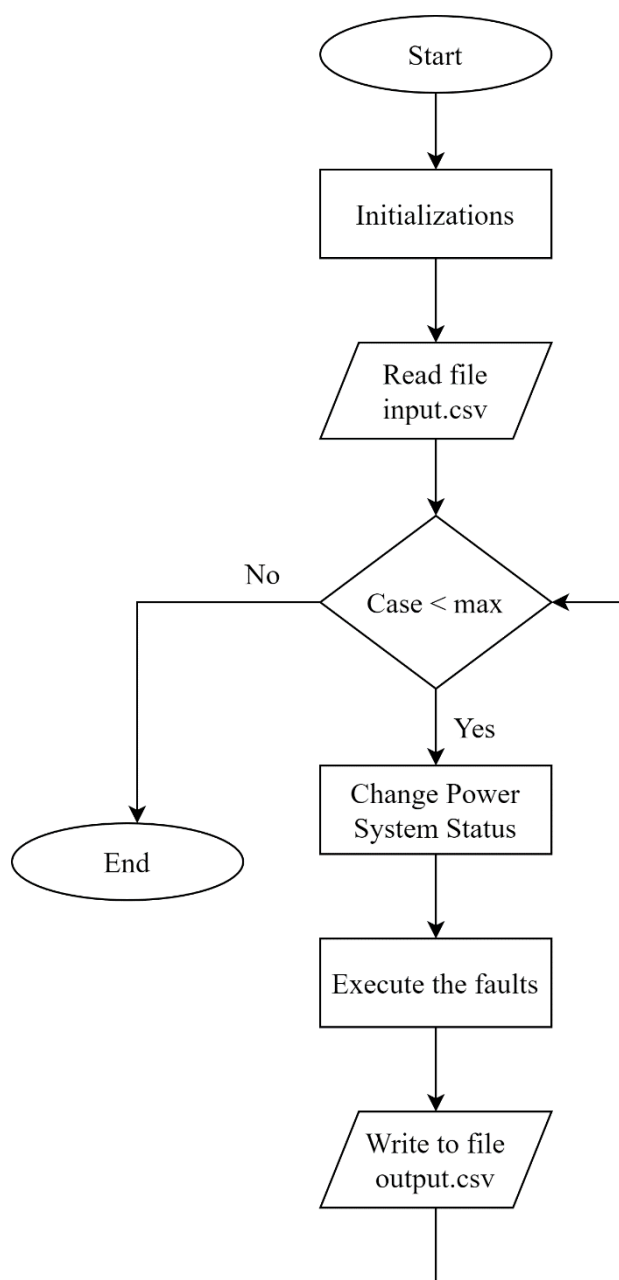 Start
Initializations
Read file
input.csv
No
Case < max
Yes
Change Power
System Status
End
Execute the faults
Write to file
output.csv